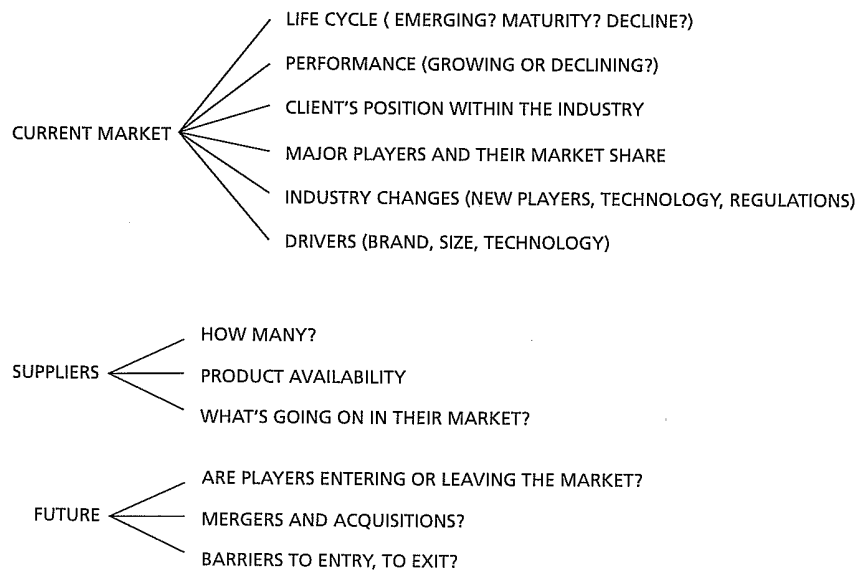 LIFE CYCLE ( EMERGING? MATURITY? DECLINE?)
PERFORMANCE (GROWING OR DECLINING?)
CLIENT'S POSITION WITHIN THE INDUSTRY
CURRENT MARKET
MAJOR PLAYERS AND THEIR MARKET SHARE
INDUSTRY CHANGES (NEW PLAYERS, TECHNOLOGY, REGULATIONS)
DRIVERS (BRAND, SIZE, TECHNOLOGY)
HOW MANY?
SUPPLIERS
PRODUCT AVAILABILITY
WHAT'S GOING ON IN THEIR MARKET?
ARE PLAYERS ENTERING OR LEAVING THE MARKET?
FUTURE
MERGERS AND ACQUISITIONS?
BARRIERS TO ENTRY, TO EXIT?